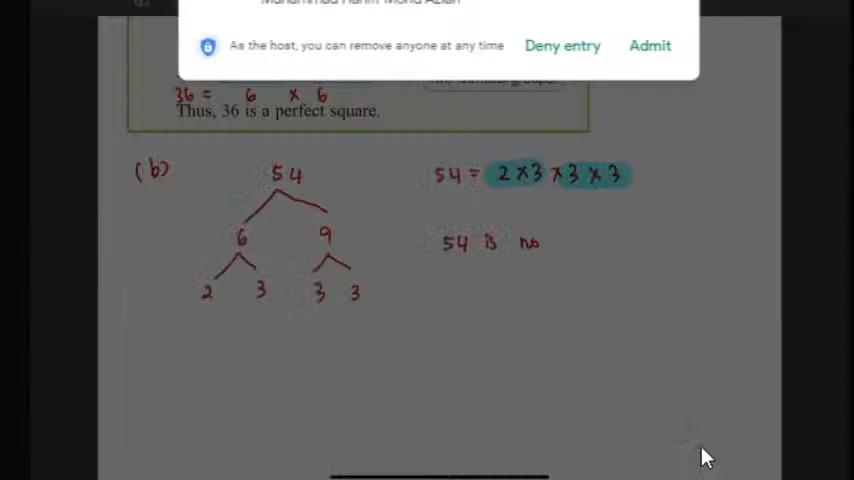 As the host, you can remove anyone at any time
Deny entry
Admit
36 = 6 × 6
Thus, 36 is a perfect square.
(b)
54
54 = 2 × 3 × 3 × 3
6 9
54 is no
2 3 3 3